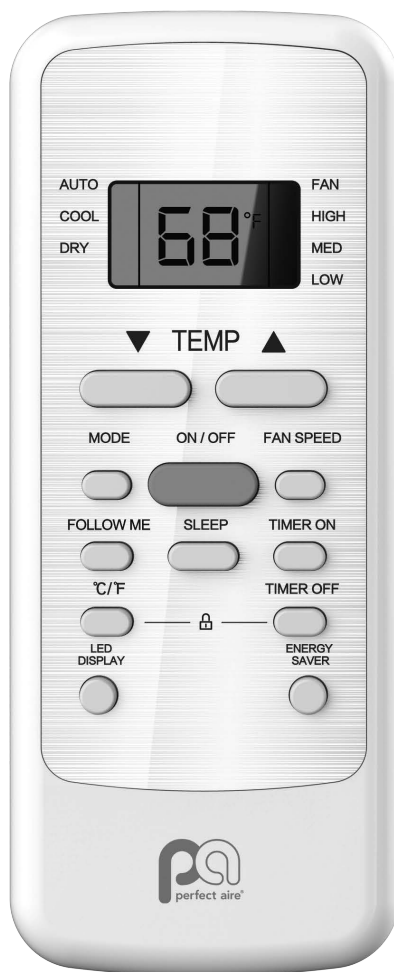 AUTO FAN
COOL 68°F HIGH
DRY MED
LOW
▼ TEMP ▲
MODE ON / OFF FAN SPEED
FOLLOW ME SLEEP TIMER ON
℃/℉ TIMER OFF
LED DISPLAY
ENERGY SAVER
pa
perfect aire®